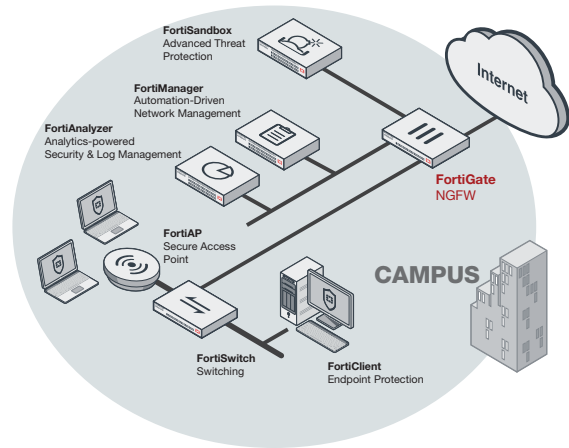 FortiSandbox
Advanced Threat
Protection
FortiManager
Automation-Driven
Network Management
FortiAnalyzer
Analytics-powered
Security & Log Management
Internet
FortiGate
NGFW
FortiAP
Secure Access
Point
CAMPUS
FortiSwitch
Switching
FortiClient
Endpoint Protection